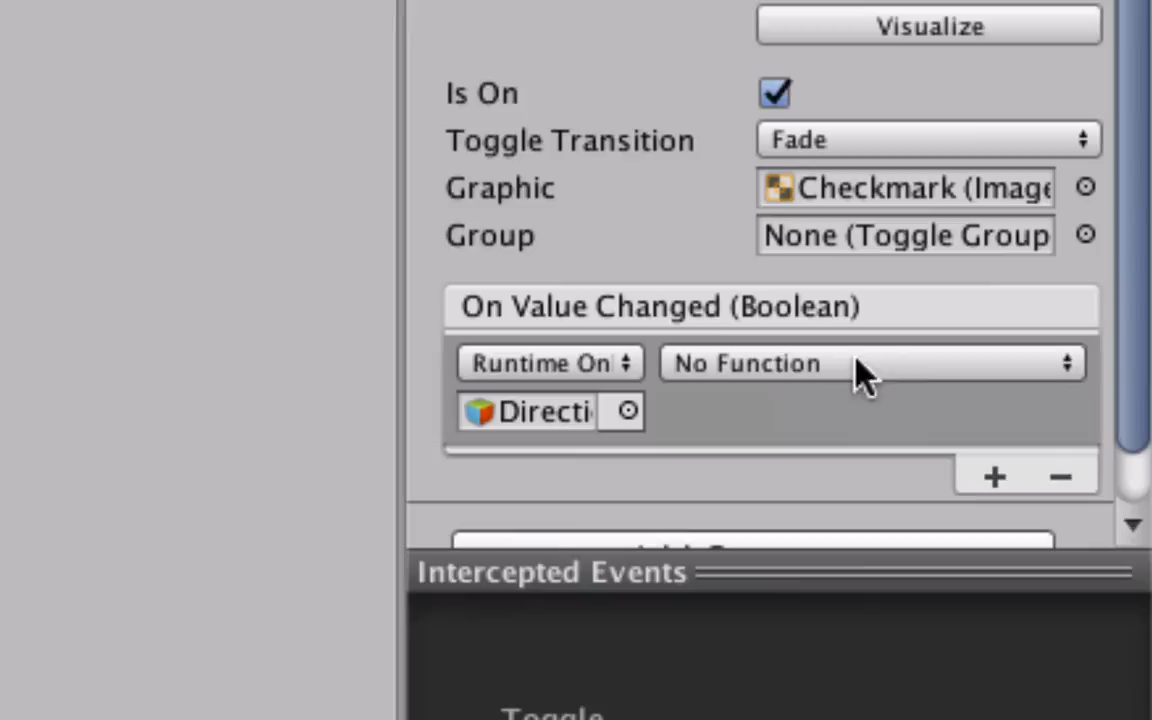 Visualize
Is On
Toggle Transition Fade
Graphic Checkmark (Image
Group None (Toggle Group
On Value Changed (Boolean)
Runtime On No Function
Directi
+ −
Intercepted Events
Toggle